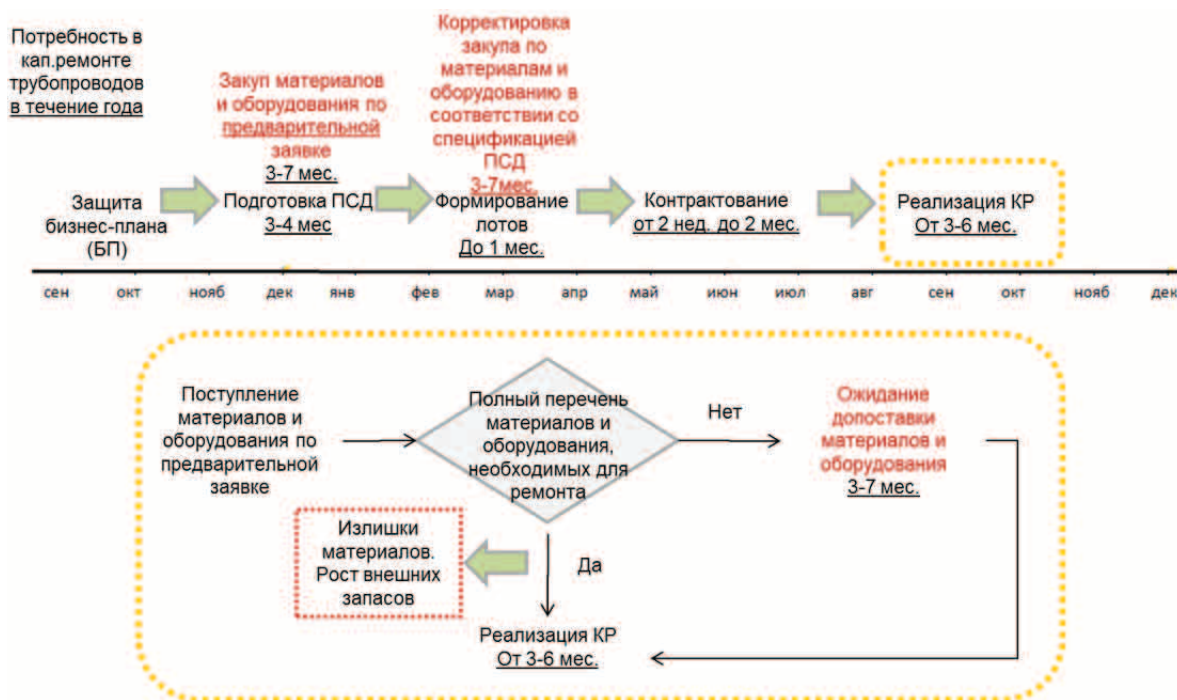 Потребность в
кап.ремонте
трубопроводов
в течение года
Защита
бизнес-плана
(БП)
Закуп материалов
и оборудования по
предварительной
заявке
3-7 мес.
Подготовка ПСД
3-4 мес
Корректировка
закупа по
материалам и
оборудованию в
соответствии со
спецификацией
ПСД
3-7мес.
Формирование
лотов
До 1 мес.
Контрактование
от 2 нед. до 2 мес.
Реализация КР
От 3-6 мес.
сен окт нояб дек янв фев мар апр май июн июл авг сен окт нояб дек
Поступление
материалов и
оборудования по
предварительной
заявке
Полный перечень
материалов и
оборудования,
необходимых для
ремонта
Нет
Ожидание
допоставки
материалов и
оборудования
3-7 мес.
Излишки
материалов.
Рост внешних
запасов
Да
Реализация КР
От 3-6 мес.